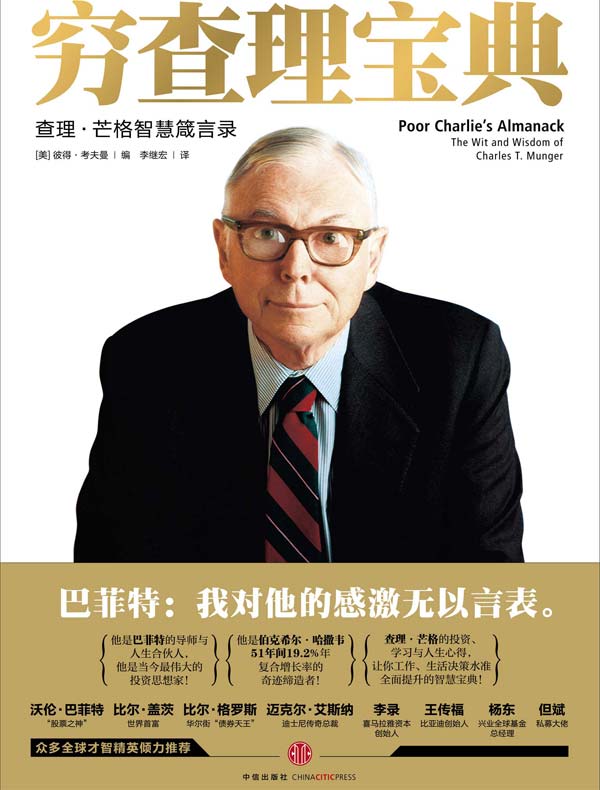 穷查理宝典
查理·芒格智慧箴言录
[美]彼得·考夫曼 | 编 李继宏 | 译
Poor Charlie's Almanack
The Wit and Wisdom of
Charles T. Munger
巴菲特：我对他的感激无以言表。
他是巴菲特的导师与
人生合伙人，
他是当今最伟大的
投资思想家！
他是伯克希尔·哈撒韦
51年间19.2%年
复合增长率的
奇迹缔造者！
查理·芒格的投资、
学习与人生心得，
让你工作、生活决策水准
全面提升的智慧宝典！
沃伦·巴菲特
“股票之神”
比尔·盖茨
世界首富
比尔·格罗斯
华尔街“债券天王”
迈克尔·艾斯纳
迪士尼传奇总裁
李录
喜马拉雅资本
创始人
王传福
比亚迪创始人
杨东
兴业全球基金
总经理
但斌
私募大佬
众多全球才智精英倾力推荐
中信出版社 CHINACITICPRESS